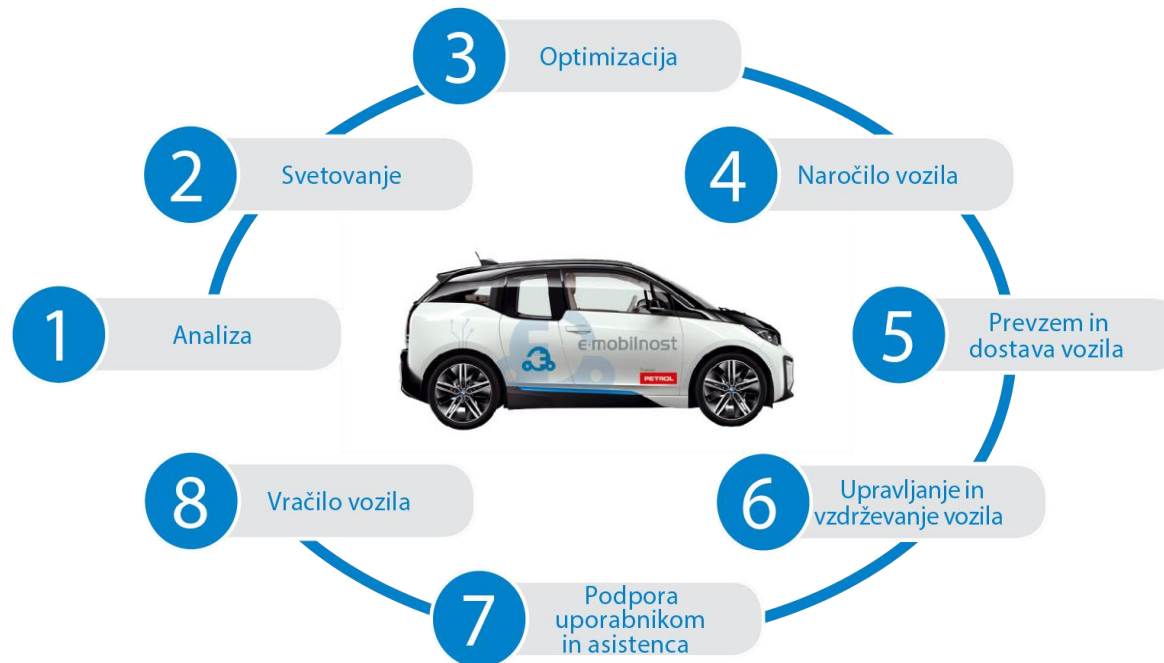 1
Analiza
2
Svetovanje
3
Optimizacija
4
Naročilo vozila
5
Prevzem in
dostava vozila
6
Upravljanje in
vzdrževanje vozila
7
Podpora
uporabnikom
in asistenca
8
Vračilo vozila
e-mobilnost
PETROL